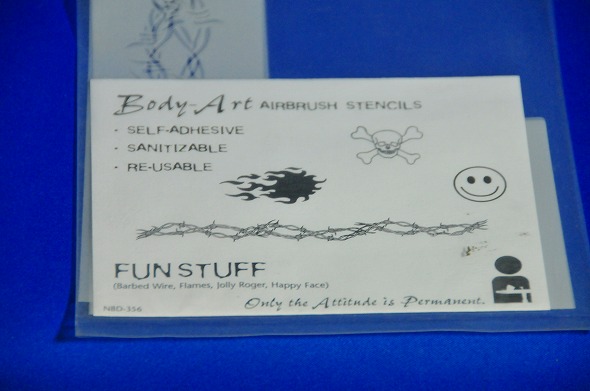 Body-Art AIRBRUSH STENCILS
· SELF-ADHESIVE
· SANITIZABLE
· RE-USABLE
FUN STUFF
(Barbed Wire, Flames, Jolly Roger, Happy Face)
Only the Attitude is Permanent.
NBD-356